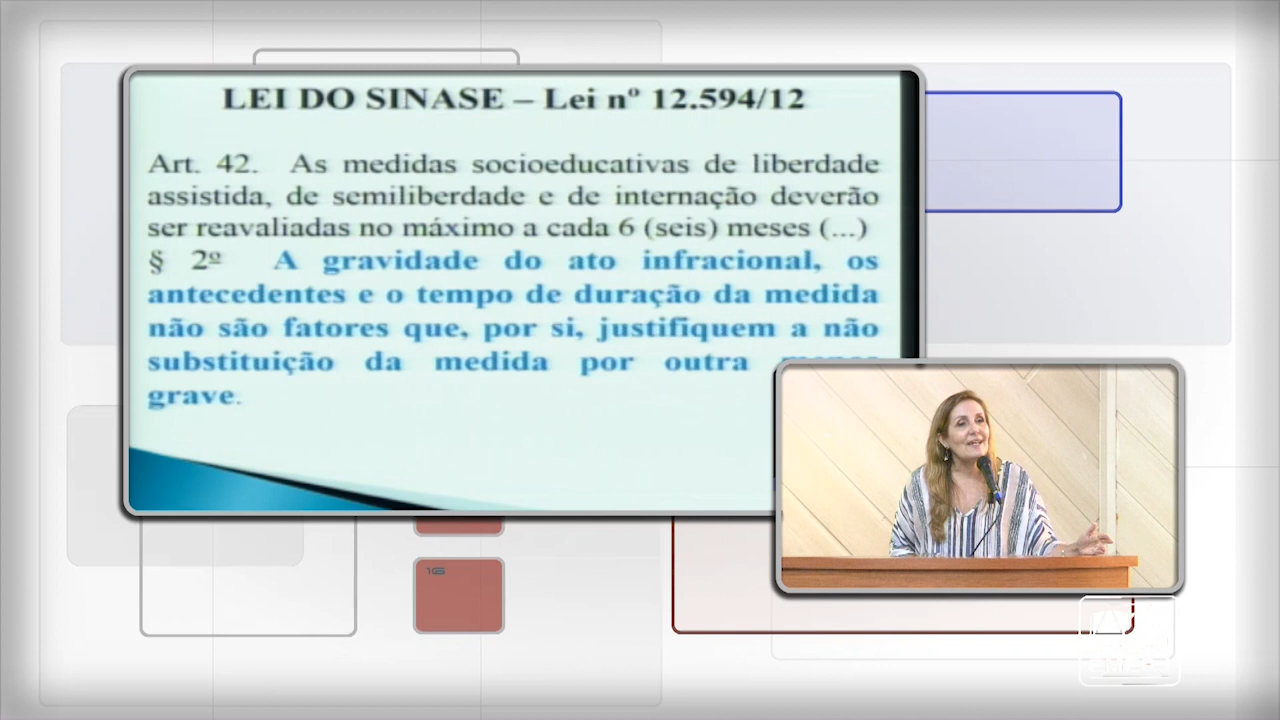 LEI DO SINASE – Lei nº 12.594/12
Art. 42. As medidas socioeducativas de liberdade
assistida, de semiliberdade e de internação deverão
ser reavaliadas no máximo a cada 6 (seis) meses (...)
§ 2º A gravidade do ato infracional, os
antecedentes e o tempo de duração da medida
não são fatores que, por si, justifiquem a não
substituição da medida por outra menos
grave.
16